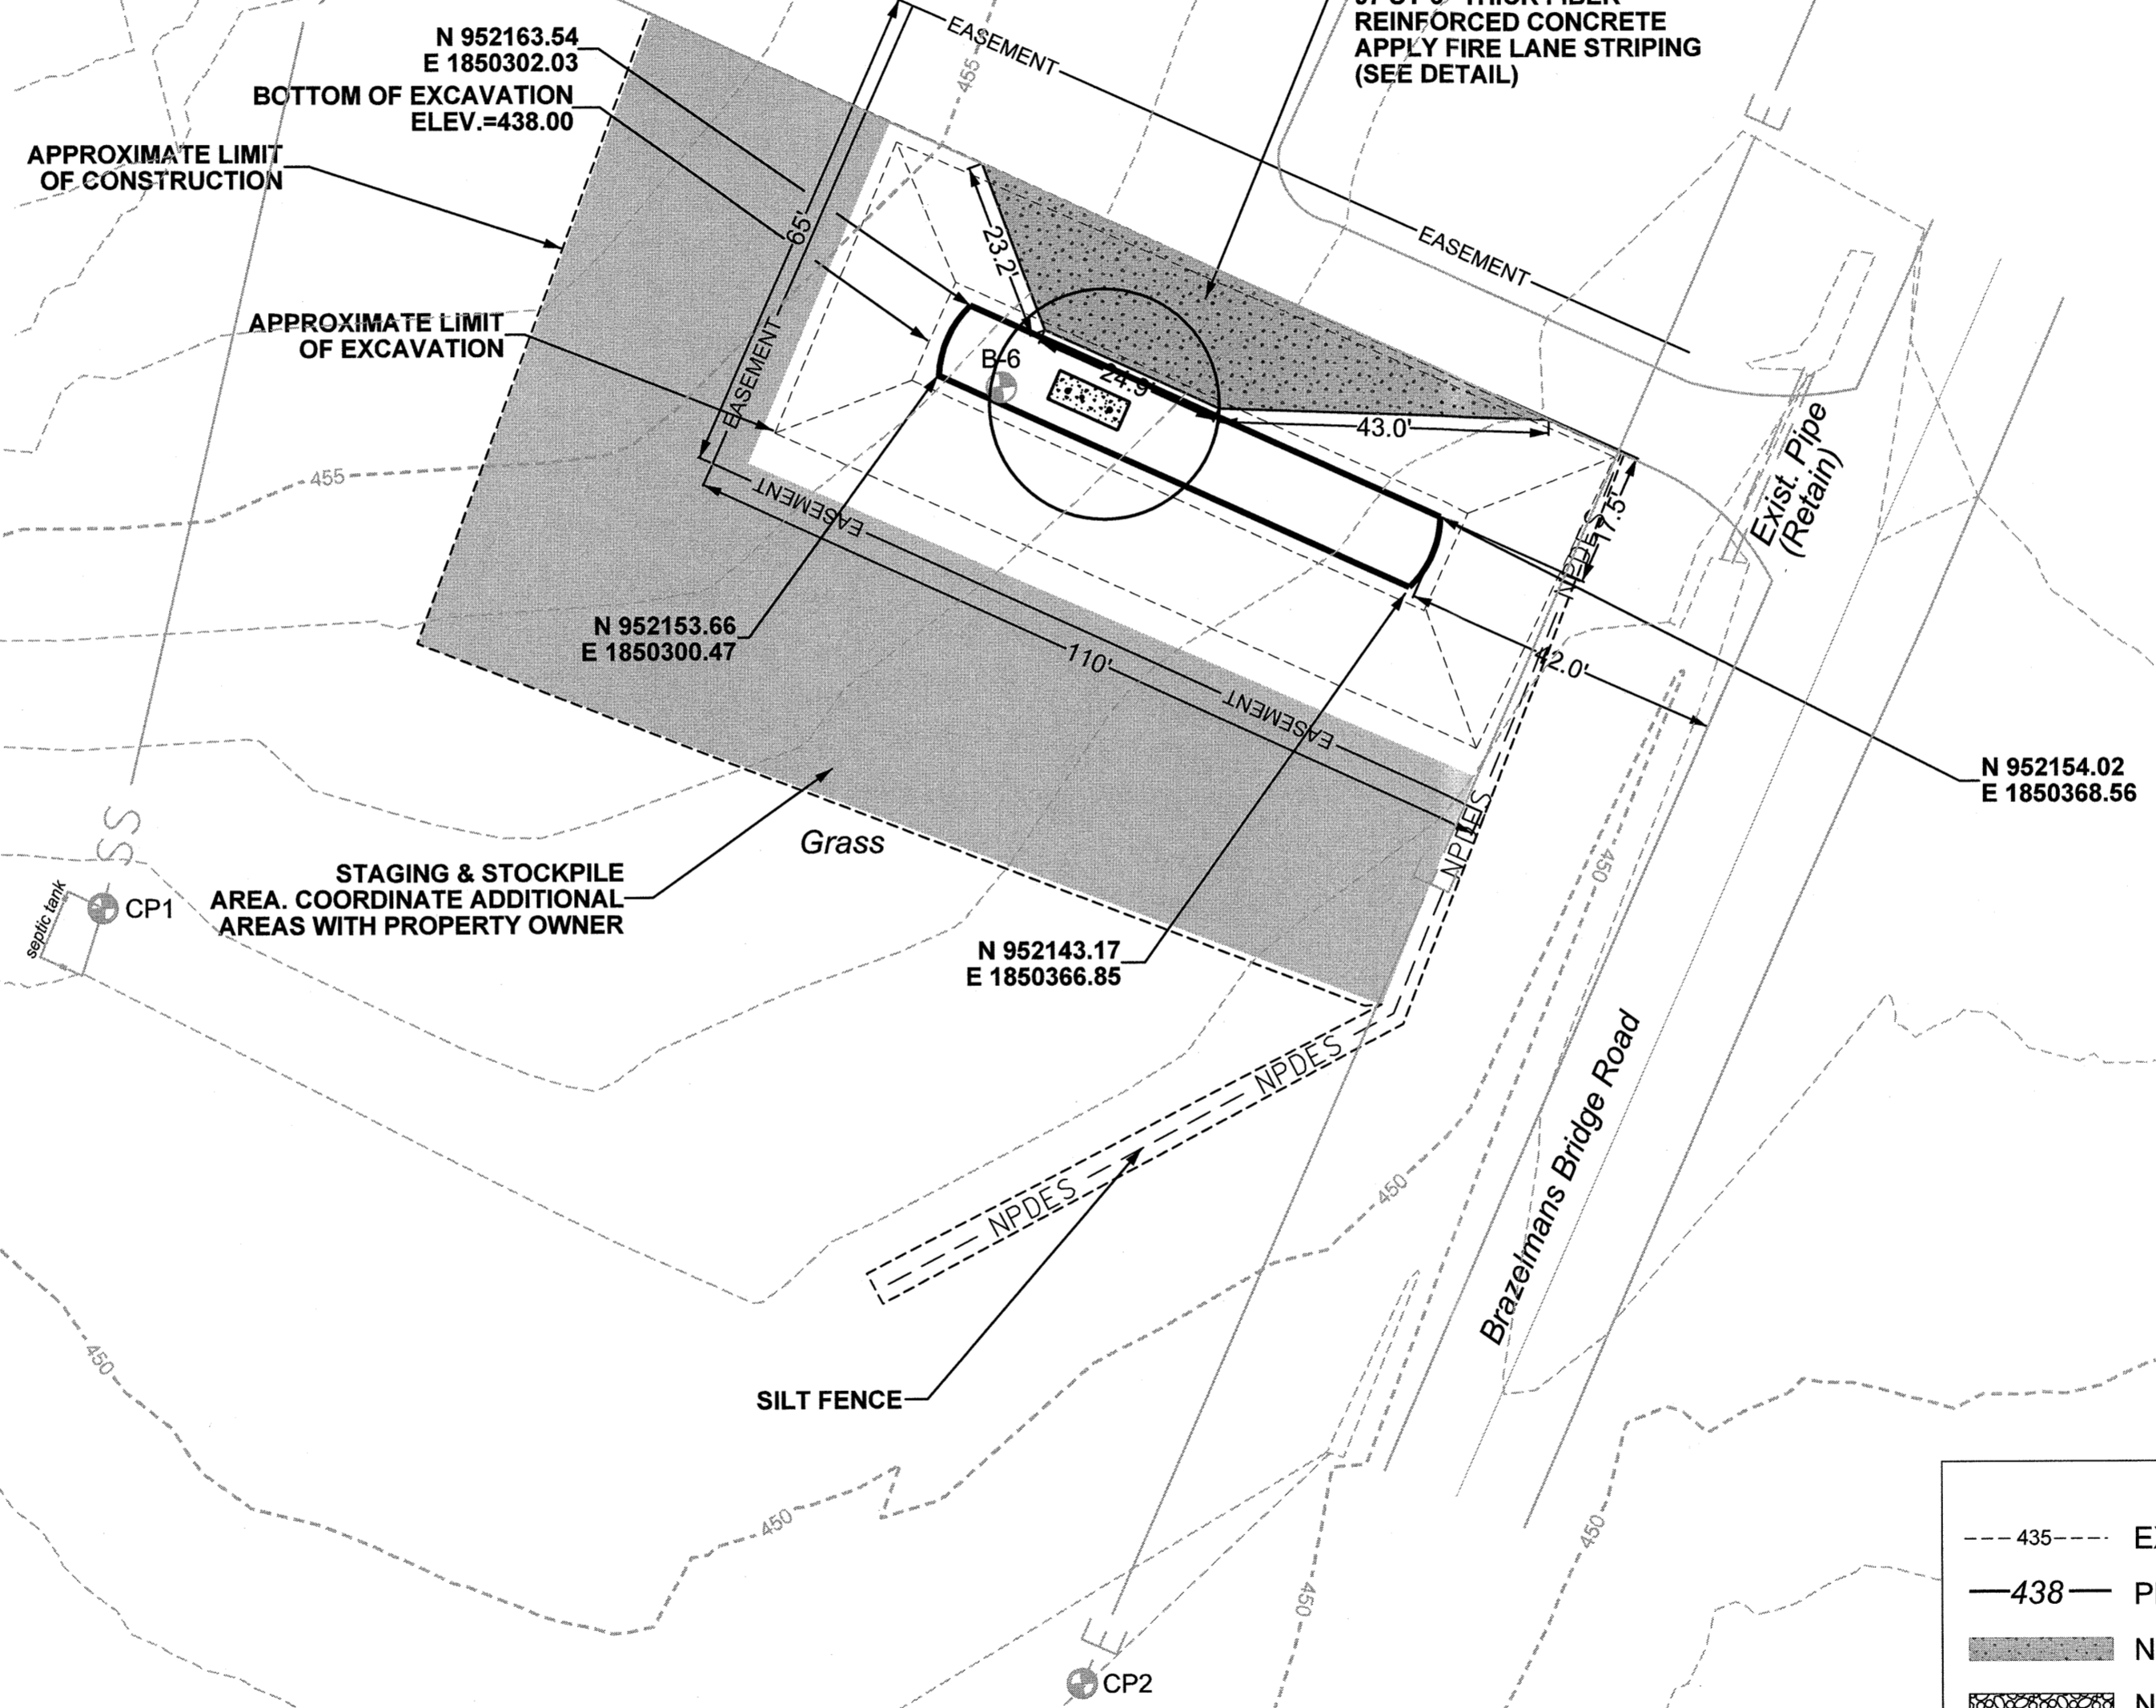 REINFORCED CONCRETE
APPLY FIRE LANE STRIPING
(SEE DETAIL)
N 952163.54
E 1850302.03
BOTTOM OF EXCAVATION
ELEV.=438.00
APPROXIMATE LIMIT
OF CONSTRUCTION
EASEMENT
455
E
65'
23.2'
EASEMENT
APPROXIMATE LIMIT
OF EXCAVATION
EASEMENT
B-6
24.9'
43.0'
Exist. Pipe
(Retain)
455
EASEMENT
NPDES
17.5'
N 952153.66
E 1850300.47
110'
42.0'
EASEMENT
N 952154.02
E 1850368.56
NPDES
SS
Grass
450
STAGING & STOCKPILE
AREA. COORDINATE ADDITIONAL
AREAS WITH PROPERTY OWNER
septic tank
CP1
N 952143.17
E 1850366.85
NPDES
Brazelmans Bridge Road
NPDES
450
450
SILT FENCE
450
450
450
E
CP2
435
438